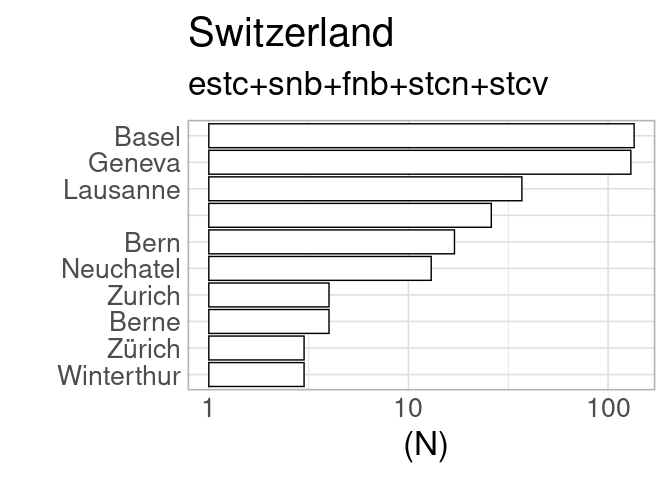 Switzerland
estc+snb+fnb+stcn+stcv
Basel
Geneva
Lausanne
Bern
Neuchatel
Zurich
Berne
Zürich
Winterthur
1 10 100
(N)